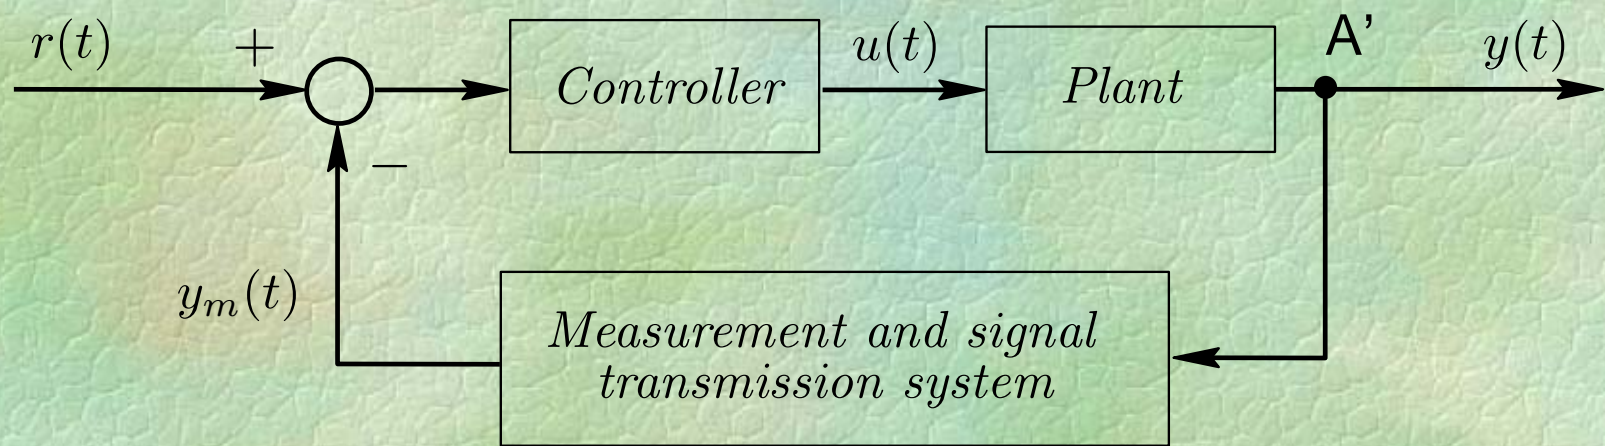 r(t)
+
Controller
u(t)
Plant
A’
y(t)
−
y_m(t)
Measurement and signal
transmission system